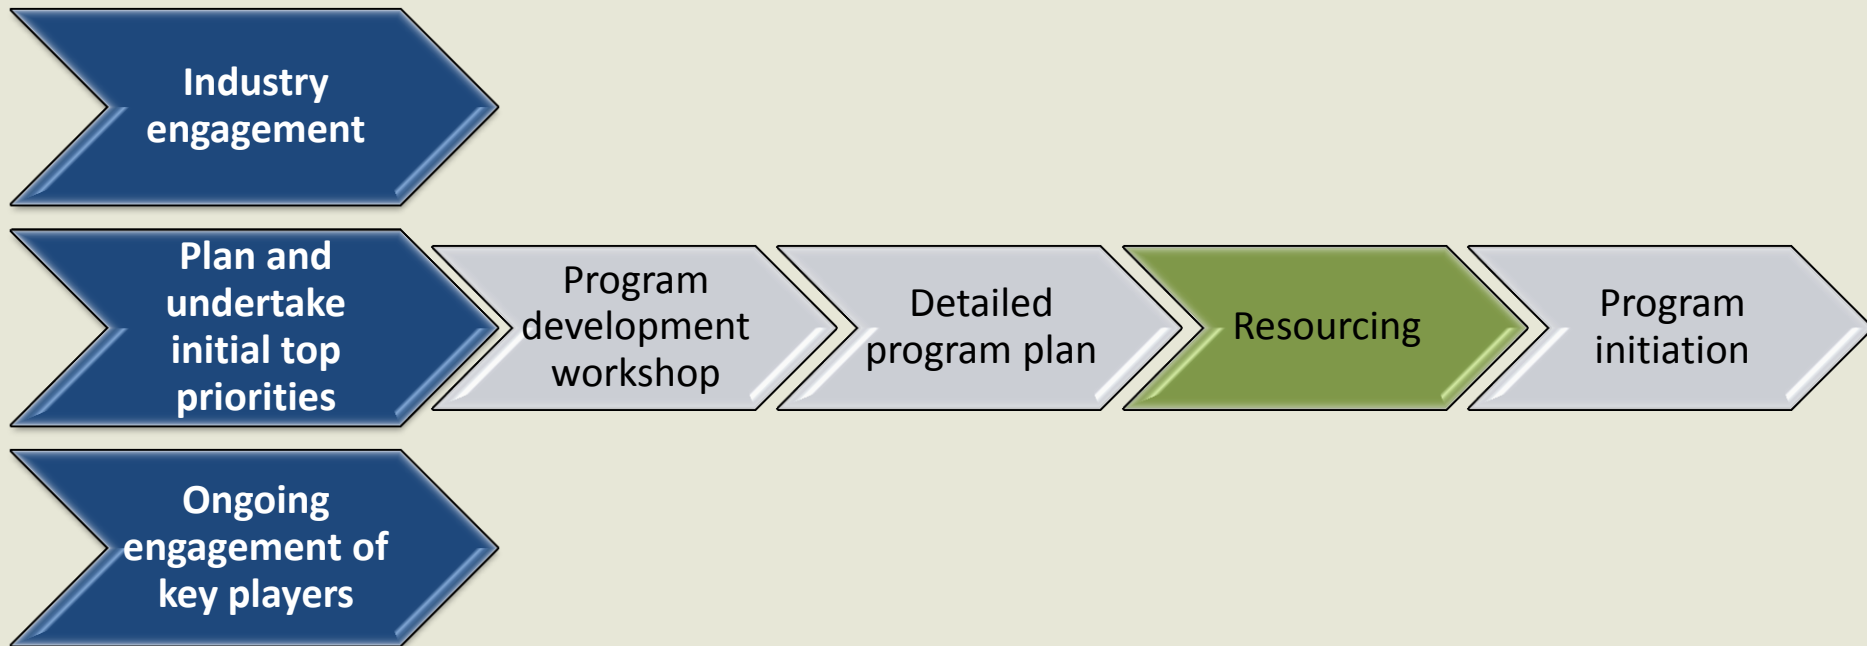 Industry
engagement
Plan and
undertake
initial top
priorities
Program
development
workshop
Detailed
program plan
Resourcing
Program
initiation
Ongoing
engagement of
key players